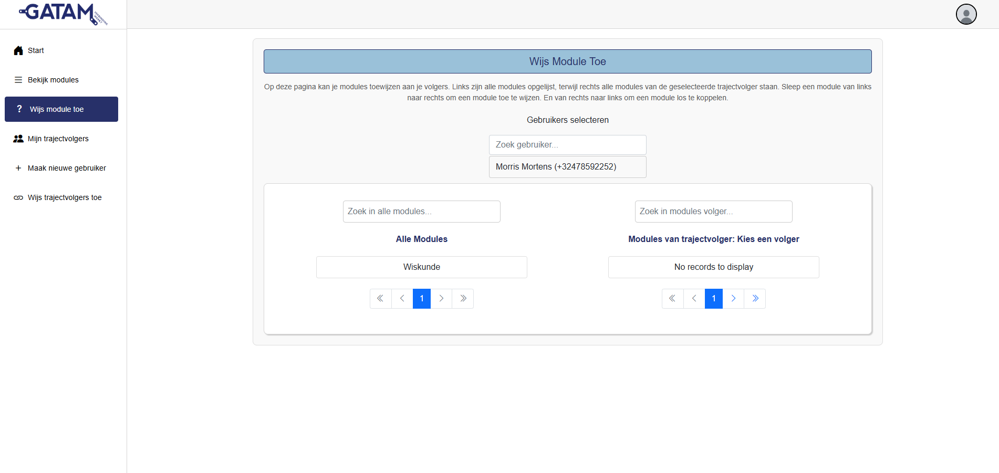 GATAM
VERBINDING
WERKT
Start
Bekijk modules
? Wijs module toe
Mijn trajectvolgers
+ Maak nieuwe gebruiker
Wijs trajectvolgers toe
Wijs Module Toe
Op deze pagina kan je modules toewijzen aan je volgers. Links zijn alle modules opgelijst, terwijl rechts alle modules van de geselecteerde trajectvolger staan. Sleep een module van links
naar rechts om een module toe te wijzen. En van rechts naar links om een module los te koppelen.
Gebruikers selecteren
Zoek gebruiker...
Morris Mortens (+32478592252)
Zoek in alle modules...
Alle Modules
Wiskunde
1
Zoek in modules volger...
Modules van trajectvolger: Kies een volger
No records to display
1